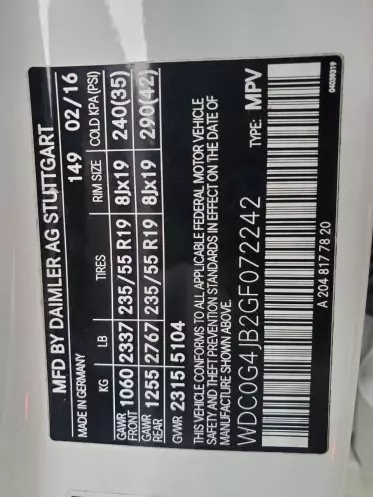 MFD BY DAIMLER AG STUTTGART
MADE IN GERMANY 149 02/16
KG LB TIRES RIM SIZE COLD KPA (PSI)
GAWR FRONT 1060 2337 235/55 R19 8Jx19 240(35)
GAWR REAR 1255 2767 235/55 R19 8Jx19 290(42)
GVWR 2315 5104
THIS VEHICLE CONFORMS TO ALL APPLICABLE FEDERAL MOTOR VEHICLE
SAFETY AND THEFT PREVENTION STANDARDS IN EFFECT ON THE DATE OF
MANUFACTURE SHOWN ABOVE.
WDC0G4JB2GF072242 TYPE: MPV
A 204 817 78 20
04039219